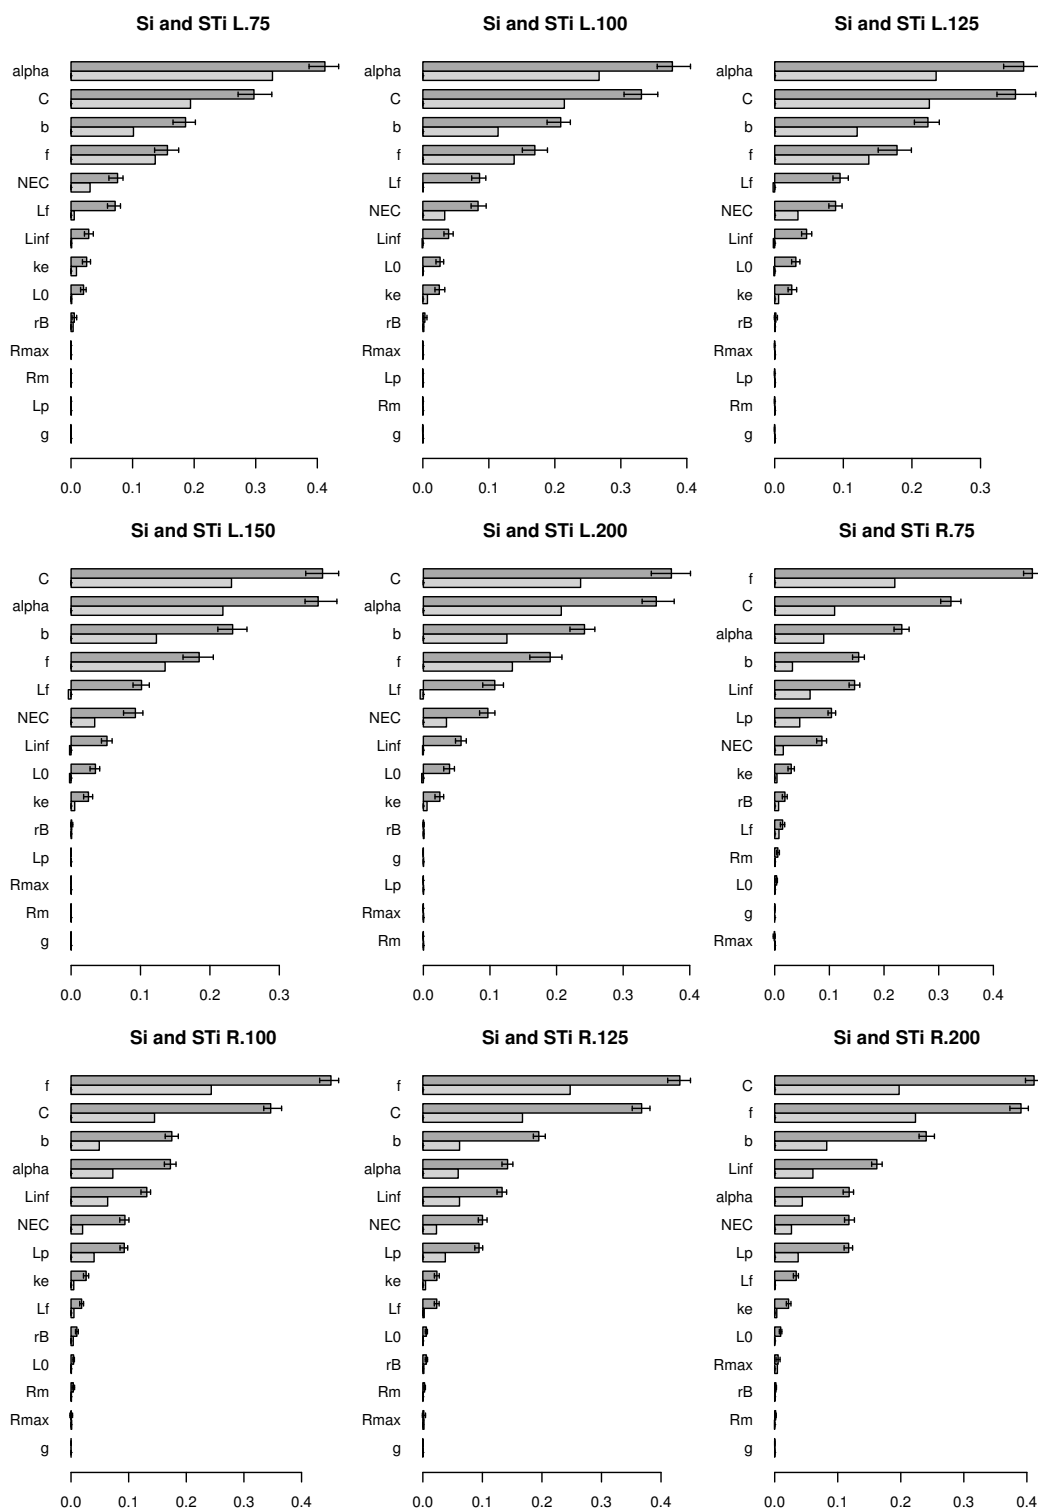 Si and STi L.75
alpha
C
b
f
NEC
Lf
Linf
ke
L0
rB
Rmax
Rm
Lp
g
0.0 0.1 0.2 0.3 0.4
Si and STi L.100
alpha
C
b
f
Lf
NEC
Linf
L0
ke
rB
Rmax
Lp
Rm
g
0.0 0.1 0.2 0.3 0.4
Si and STi L.125
alpha
C
b
f
Lf
NEC
Linf
L0
ke
rB
Rmax
Lp
Rm
g
0.0 0.1 0.2 0.3
Si and STi L.150
C
alpha
b
f
Lf
NEC
Linf
L0
ke
rB
Lp
Rmax
Rm
g
0.0 0.1 0.2 0.3
Si and STi L.200
C
alpha
b
f
Lf
NEC
Linf
L0
ke
rB
g
Lp
Rmax
Rm
0.0 0.1 0.2 0.3 0.4
Si and STi R.75
f
C
alpha
b
Linf
Lp
NEC
ke
rB
Lf
Rm
L0
g
Rmax
0.0 0.1 0.2 0.3 0.4
Si and STi R.100
f
C
b
alpha
Linf
NEC
Lp
ke
Lf
rB
L0
Rm
Rmax
g
0.0 0.1 0.2 0.3 0.4
Si and STi R.125
f
C
b
alpha
Linf
NEC
Lp
ke
Lf
L0
rB
Rm
Rmax
g
0.0 0.1 0.2 0.3 0.4
Si and STi R.200
C
f
b
Linf
alpha
NEC
Lp
Lf
ke
L0
Rmax
rB
Rm
g
0.0 0.1 0.2 0.3 0.4